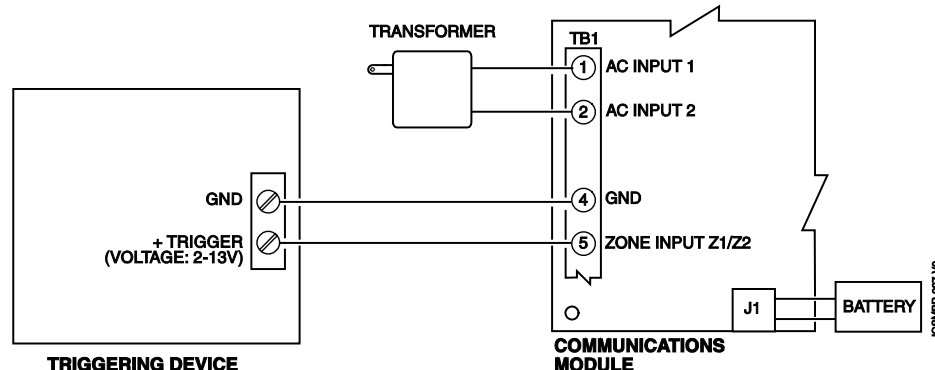 TRANSFORMER
TB1
1 AC INPUT 1
2 AC INPUT 2
GND
4 GND
+ TRIGGER
(VOLTAGE: 2-13V)
5 ZONE INPUT Z1/Z2
J1
BATTERY
COMMUNICATIONS
MODULE
TRIGGERING DEVICE